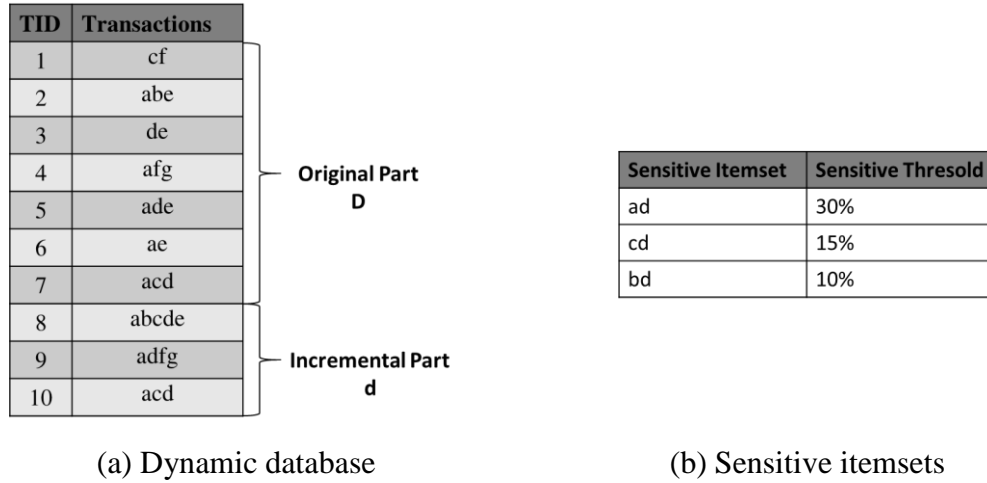 TID Transactions
1 cf
2 abe
3 de
4 afg
5 ade
6 ae
7 acd
8 abcde
9 adfg
10 acd
Original Part
D
Incremental Part
d
(a) Dynamic database
Sensitive Itemset Sensitive Thresold
ad 30%
cd 15%
bd 10%
(b) Sensitive itemsets